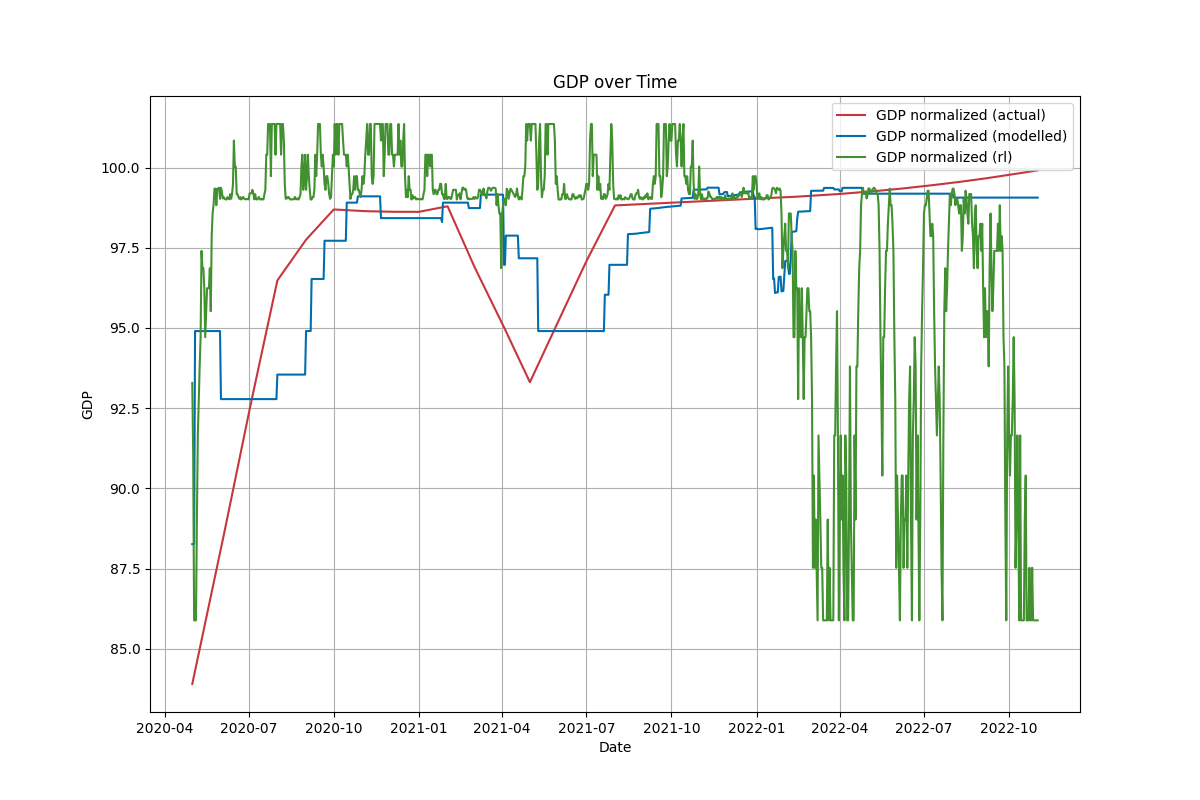 GDP over Time
GDP normalized (actual)
GDP normalized (modelled)
GDP normalized (rl)
100.0
97.5
95.0
92.5
90.0
87.5
85.0
GDP
2020-04 2020-07 2020-10 2021-01 2021-04 2021-07 2021-10 2022-01 2022-04 2022-07 2022-10
Date